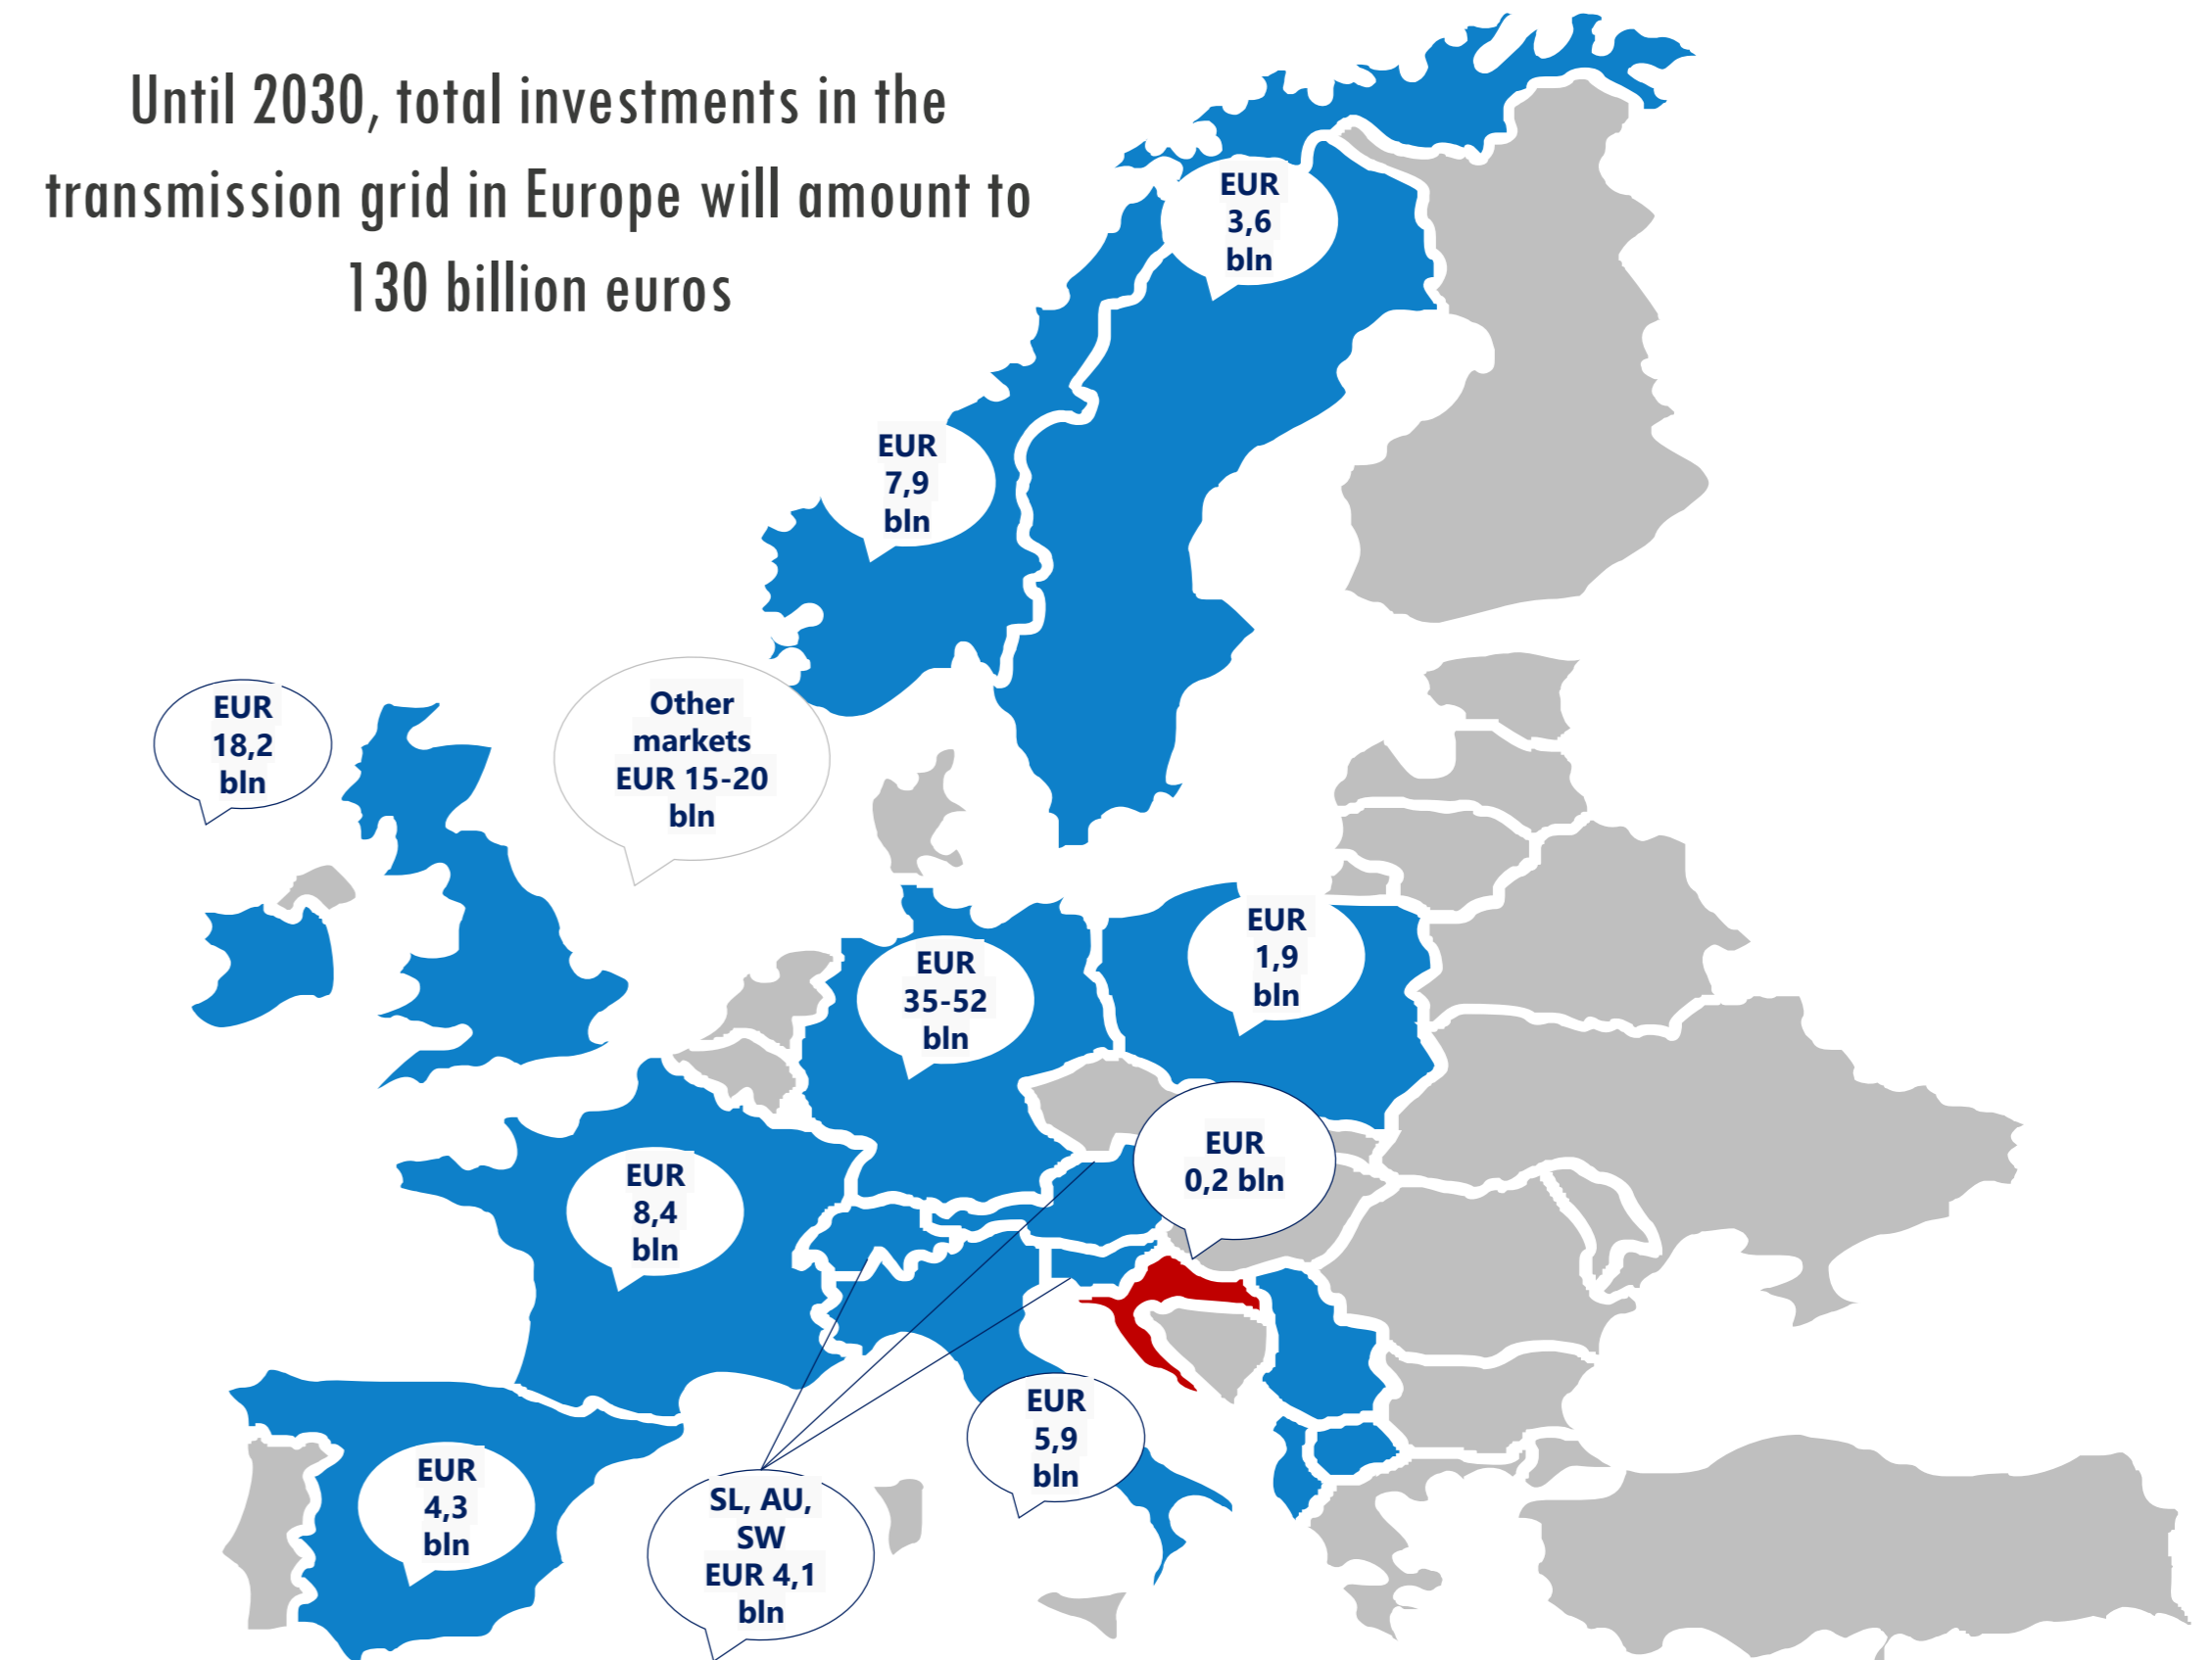 Until 2030, total investments in the
transmission grid in Europe will amount to
130 billion euros
EUR
3,6
bln
EUR
7,9
bln
EUR
18,2
bln
Other
markets
EUR 15-20
bln
EUR
1,9
bln
EUR
35-52
bln
EUR
0,2 bln
EUR
8,4
bln
EUR
5,9
bln
EUR
4,3
bln
SL, AU,
SW
EUR 4,1
bln